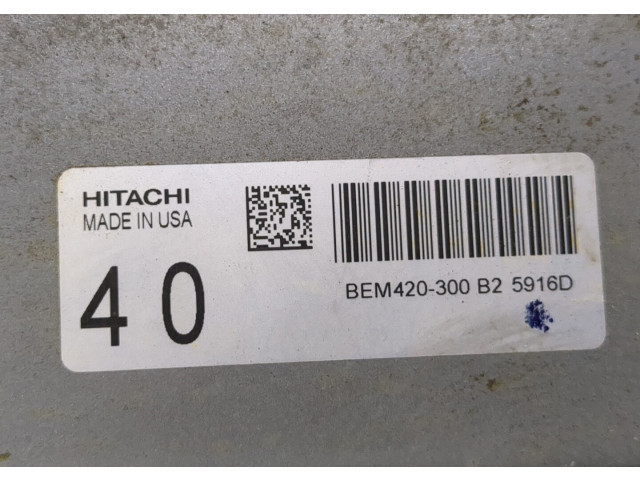 HITACHI
MADE IN USA
40
BEM420-300 B2 5916D